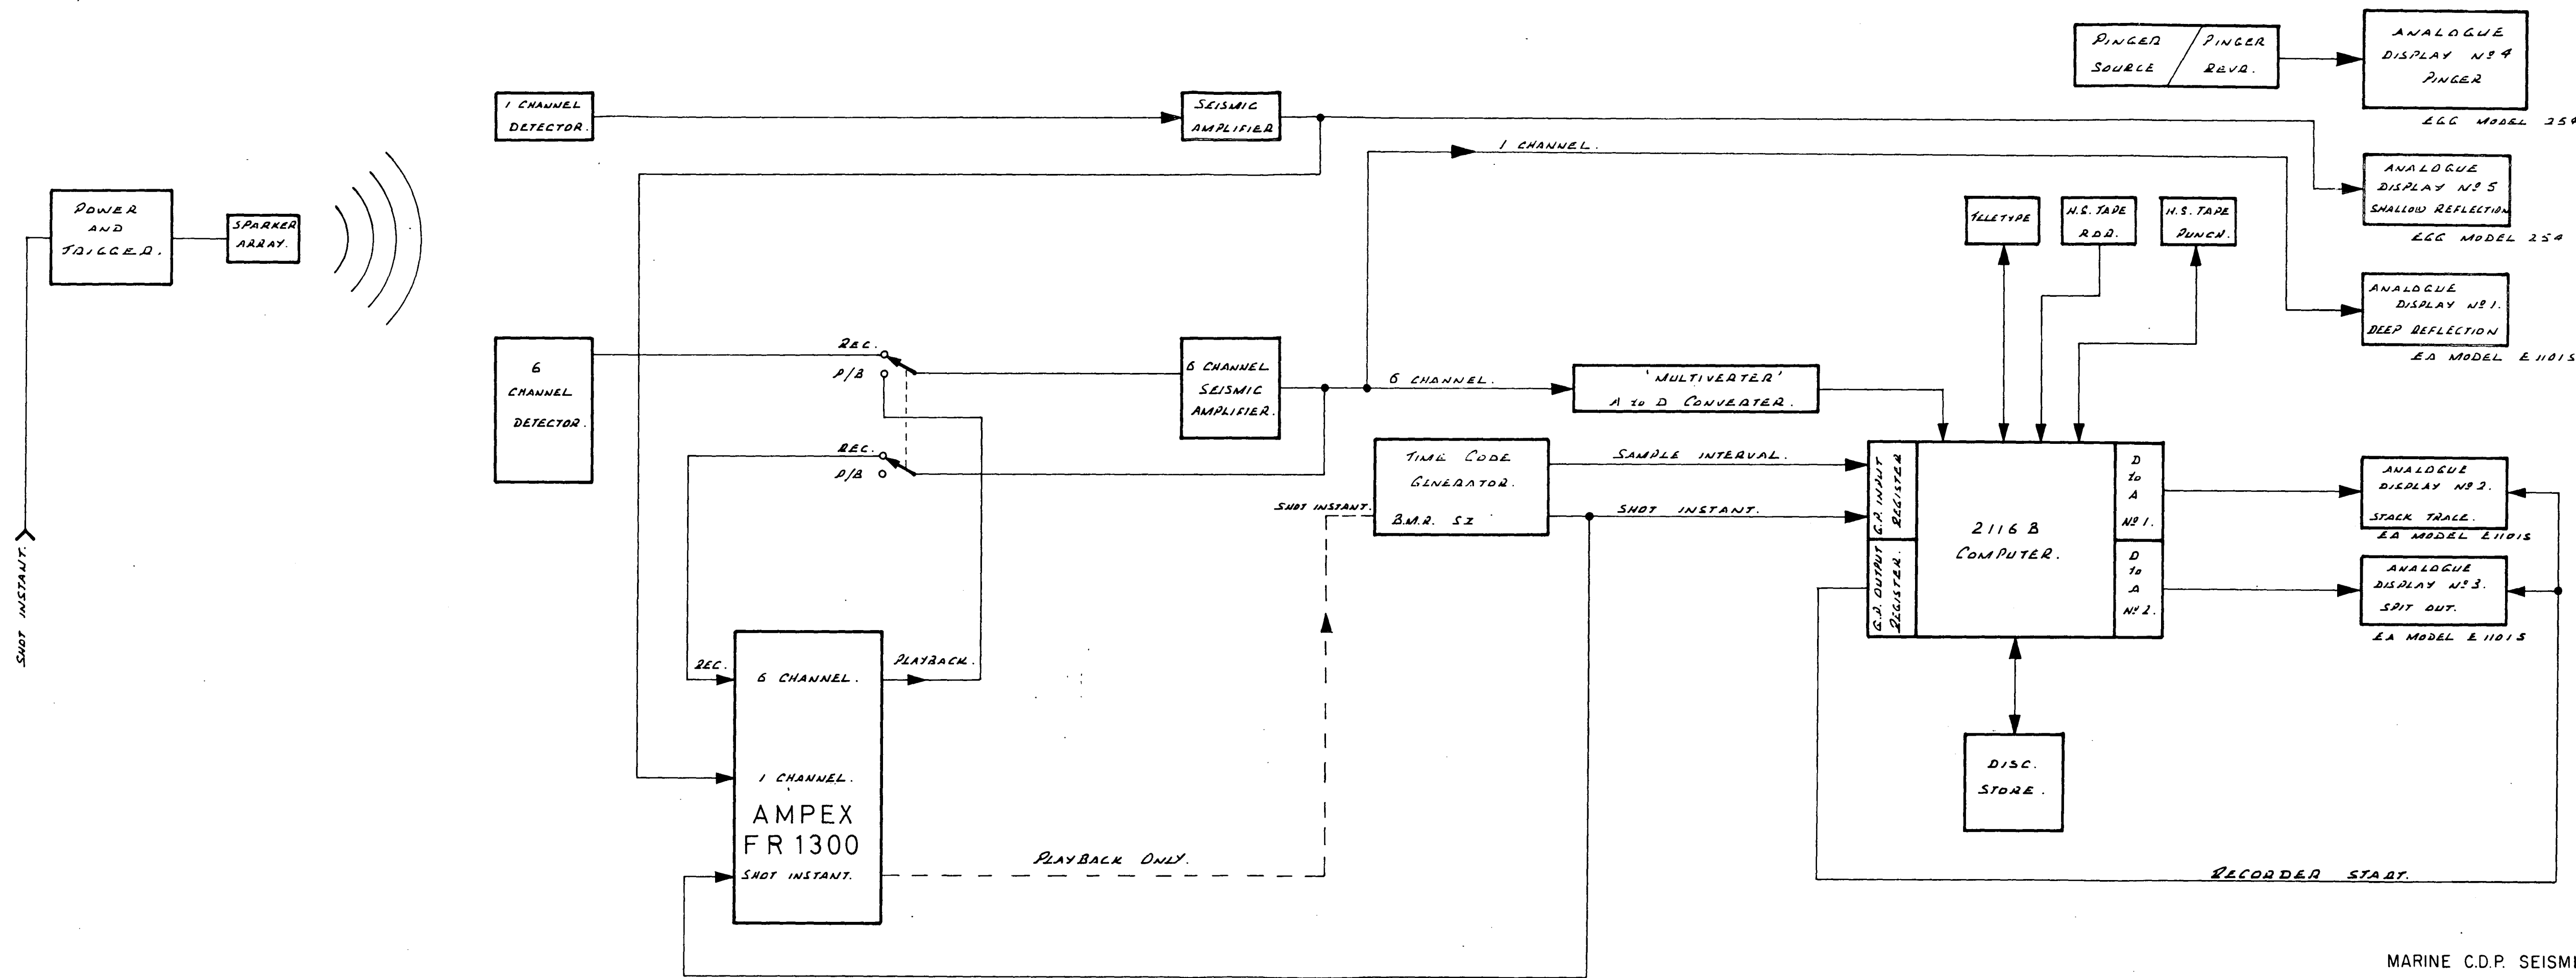 PINGER SOURCE / PINGER REVR.
ANALOGUE
DISPLAY Nº 4
PINGER
EGG MODEL 254
1 CHANNEL
DETECTOR.
SEISMIC
AMPLIFIER
1 CHANNEL.
ANALOGUE
DISPLAY Nº 5
SHALLOW REFLECTION
EGG MODEL 254
POWER
AND
TRIGGER.
SPARKER
ARRAY.
TELETYPE
H.S. TAPE
RDR.
H.S. TAPE
PUNCH.
ANALOGUE
DISPLAY Nº 1.
DEEP REFLECTION
EA MODEL E1101S
6
CHANNEL
DETECTOR.
REC.
P/B
6 CHANNEL
SEISMIC
AMPLIFIER.
6 CHANNEL.
'MULTIVERTER'
A to D CONVERTER.
REC.
P/B
TIME CODE
GENERATOR.
B.M.R. SI
SHOT INSTANT.
SAMPLE INTERVAL.
SHOT INSTANT.
G.P. INPUT
REGISTER
G.P. OUTPUT
REGISTER.
2116 B
COMPUTER.
D
to
A
Nº 1.
D
to
A
Nº 2.
ANALOGUE
DISPLAY Nº 2.
STACK TRACE.
EA MODEL E1101S
ANALOGUE
DISPLAY Nº 3.
SPIT OUT.
EA MODEL E1101S
SHOT INSTANT.
REC.
6 CHANNEL.
PLAYBACK.
1 CHANNEL.
AMPEX
FR 1300
SHOT INSTANT.
PLAYBACK ONLY.
DISC.
STORE.
RECORDER START.
MARINE C.D.P.